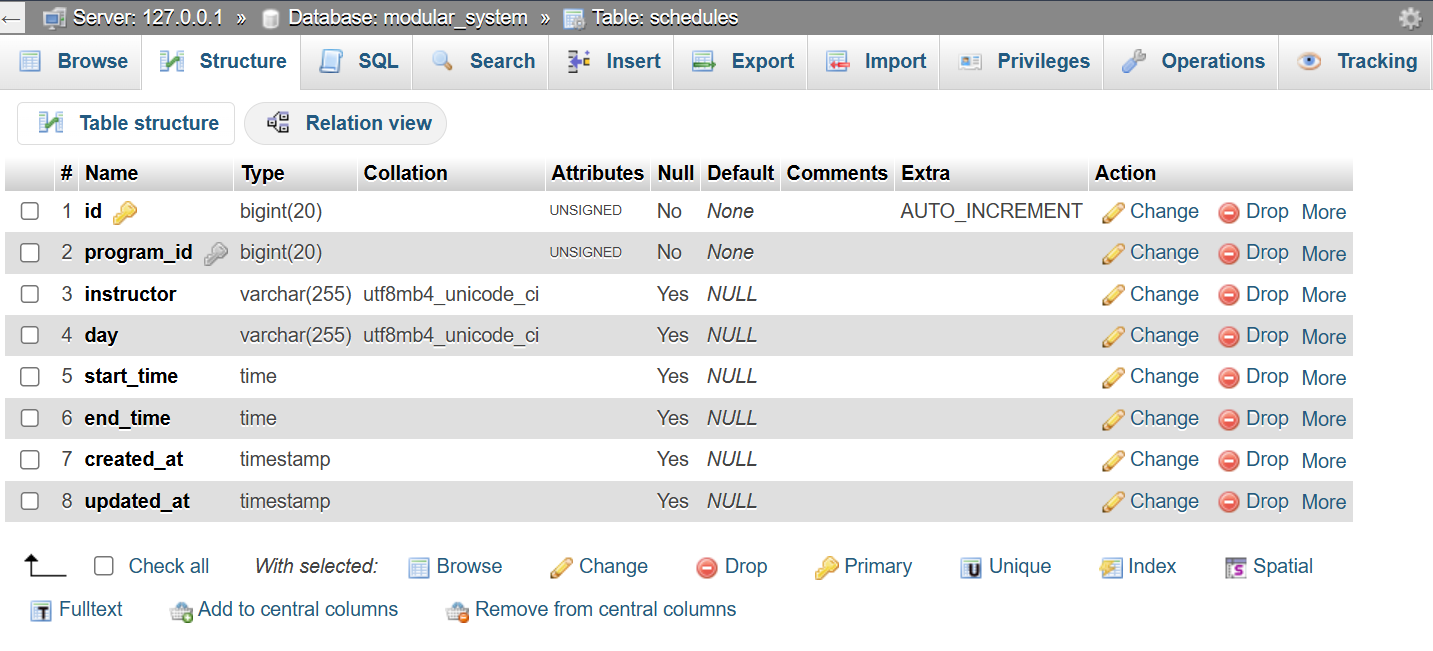 ← Server: 127.0.0.1 » Database: modular_system » Table: schedules
Browse Structure SQL Search Insert Export Import Privileges Operations Tracking
Table structure Relation view
# Name Type Collation Attributes Null Default Comments Extra Action
1 id bigint(20) UNSIGNED No None AUTO_INCREMENT Change Drop More
2 program_id bigint(20) UNSIGNED No None Change Drop More
3 instructor varchar(255) utf8mb4_unicode_ci Yes NULL Change Drop More
4 day varchar(255) utf8mb4_unicode_ci Yes NULL Change Drop More
5 start_time time Yes NULL Change Drop More
6 end_time time Yes NULL Change Drop More
7 created_at timestamp Yes NULL Change Drop More
8 updated_at timestamp Yes NULL Change Drop More
Check all With selected: Browse Change Drop Primary Unique Index Spatial
Fulltext Add to central columns Remove from central columns